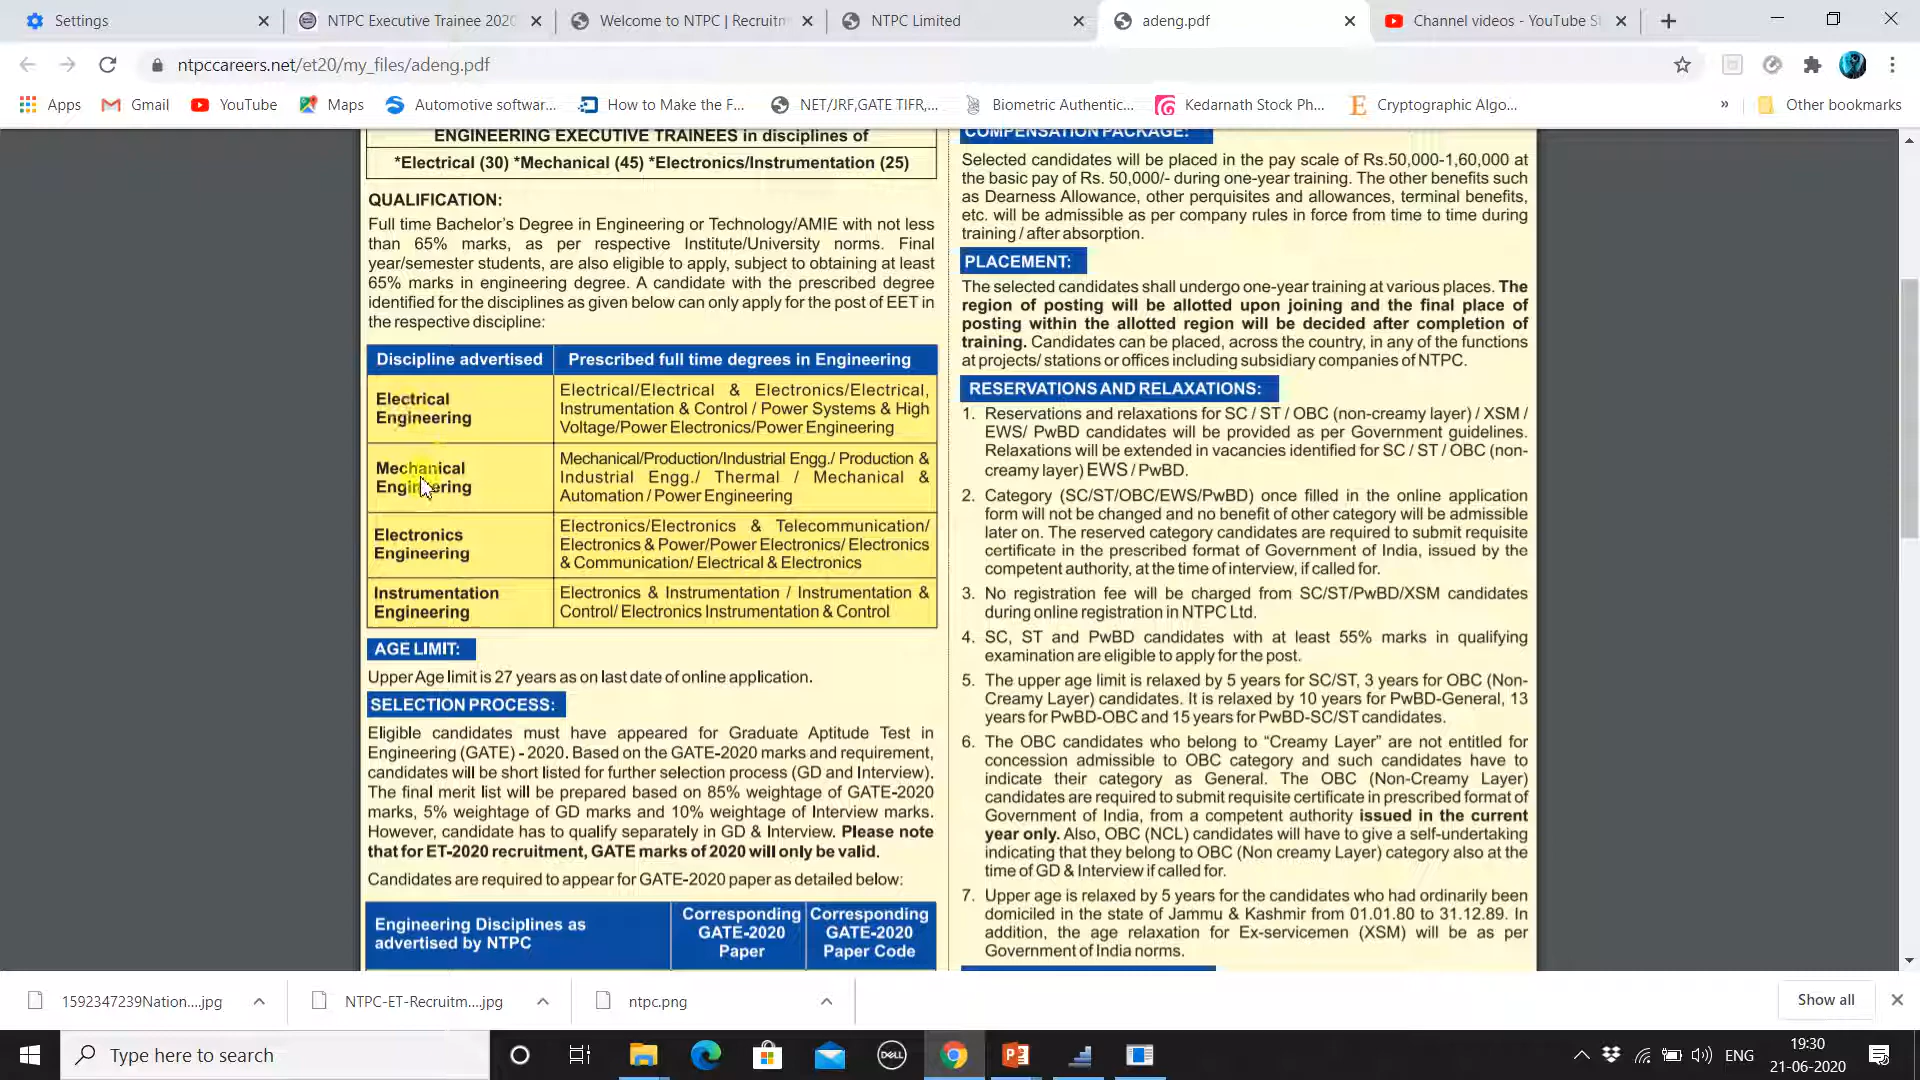 Settings
NTPC Executive Trainee 2020
Welcome to NTPC | Recruitm
NTPC Limited
adeng.pdf
Channel videos - YouTube S
ntpccareers.net/et20/my_files/adeng.pdf
Apps
Gmail
YouTube
Maps
Automotive softwar...
How to Make the F...
NET/JRF,GATE TIFR,...
Biometric Authentic...
Kedarnath Stock Ph...
Cryptographic Algo...
»
Other bookmarks
ENGINEERING EXECUTIVE TRAINEES in disciplines of
*Electrical (30) *Mechanical (45) *Electronics/Instrumentation (25)
QUALIFICATION:
Full time Bachelor's Degree in Engineering or Technology/AMIE with not less
than 65% marks, as per respective Institute/University norms. Final
year/semester students, are also eligible to apply, subject to obtaining at least
65% marks in engineering degree. A candidate with the prescribed degree
identified for the disciplines as given below can only apply for the post of EET in
the respective discipline:
Discipline advertised
Prescribed full time degrees in Engineering
Electrical
Engineering
Electrical/Electrical & Electronics/Electrical,
Instrumentation & Control / Power Systems & High
Voltage/Power Electronics/Power Engineering
Mechanical
Engineering
Mechanical/Production/Industrial Engg./ Production &
Industrial Engg./ Thermal / Mechanical &
Automation / Power Engineering
Electronics
Engineering
Electronics/Electronics & Telecommunication/
Electronics & Power/Power Electronics/ Electronics
& Communication/ Electrical & Electronics
Instrumentation
Engineering
Electronics & Instrumentation / Instrumentation &
Control/ Electronics Instrumentation & Control
AGE LIMIT:
Upper Age limit is 27 years as on last date of online application.
SELECTION PROCESS:
Eligible candidates must have appeared for Graduate Aptitude Test in
Engineering (GATE) - 2020. Based on the GATE-2020 marks and requirement,
candidates will be short listed for further selection process (GD and Interview).
The final merit list will be prepared based on 85% weightage of GATE-2020
marks, 5% weightage of GD marks and 10% weightage of Interview marks.
However, candidate has to qualify separately in GD & Interview. Please note
that for ET-2020 recruitment, GATE marks of 2020 will only be valid.
Candidates are required to appear for GATE-2020 paper as detailed below:
Engineering Disciplines as
advertised by NTPC
Corresponding
GATE-2020
Paper
Corresponding
GATE-2020
Paper Code
COMPENSATION PACKAGE:
Selected candidates will be placed in the pay scale of Rs.50,000-1,60,000 at
the basic pay of Rs. 50,000/- during one-year training. The other benefits such
as Dearness Allowance, other perquisites and allowances, terminal benefits,
etc. will be admissible as per company rules in force from time to time during
training / after absorption.
PLACEMENT:
The selected candidates shall undergo one-year training at various places. The
region of posting will be allotted upon joining and the final place of
posting within the allotted region will be decided after completion of
training. Candidates can be placed, across the country, in any of the functions
at projects/ stations or offices including subsidiary companies of NTPC.
RESERVATIONS AND RELAXATIONS:
1. Reservations and relaxations for SC / ST / OBC (non-creamy layer) / XSM /
EWS/ PwBD candidates will be provided as per Government guidelines.
Relaxations will be extended in vacancies identified for SC / ST / OBC (non-
creamy layer) EWS / PwBD.
2. Category (SC/ST/OBC/EWS/PwBD) once filled in the online application
form will not be changed and no benefit of other category will be admissible
later on. The reserved category candidates are required to submit requisite
certificate in the prescribed format of Government of India, issued by the
competent authority, at the time of interview, if called for.
3. No registration fee will be charged from SC/ST/PwBD/XSM candidates
during online registration in NTPC Ltd.
4. SC, ST and PwBD candidates with at least 55% marks in qualifying
examination are eligible to apply for the post.
5. The upper age limit is relaxed by 5 years for SC/ST, 3 years for OBC (Non-
Creamy Layer) candidates. It is relaxed by 10 years for PwBD-General, 13
years for PwBD-OBC and 15 years for PwBD-SC/ST candidates.
6. The OBC candidates who belong to “Creamy Layer” are not entitled for
concession admissible to OBC category and such candidates have to
indicate their category as General. The OBC (Non-Creamy Layer)
candidates are required to submit requisite certificate in prescribed format of
Government of India, from a competent authority issued in the current
year only. Also, OBC (NCL) candidates will have to give a self-undertaking
indicating that they belong to OBC (Non creamy Layer) category also at the
time of GD & Interview if called for.
7. Upper age is relaxed by 5 years for the candidates who had ordinarily been
domiciled in the state of Jammu & Kashmir from 01.01.80 to 31.12.89. In
addition, the age relaxation for Ex-servicemen (XSM) will be as per
Government of India norms.
1592347239Nation....jpg
NTPC-ET-Recruitm....jpg
ntpc.png
Show all
Type here to search
DELL
ENG
19:30
21-06-2020